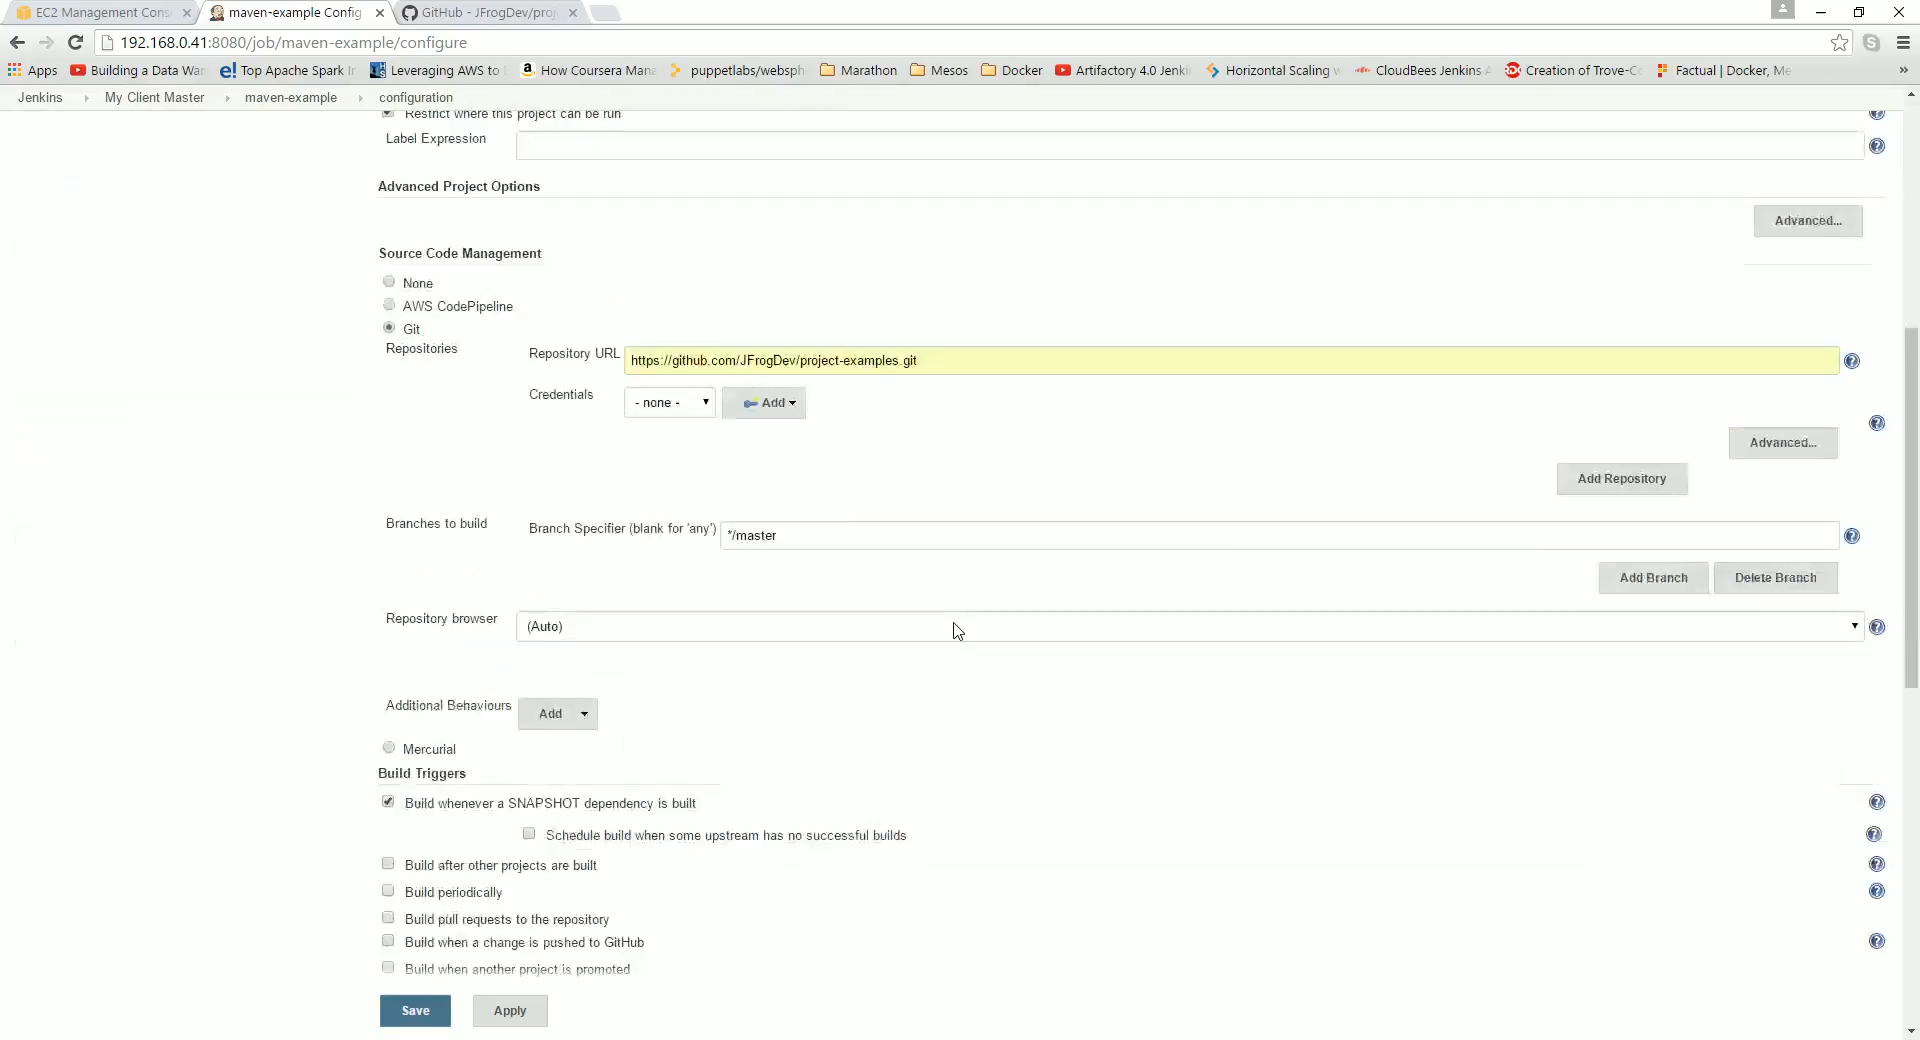 EC2 Management Cons
maven-example Config
GitHub - JFrogDev/proj
192.168.0.41:8080/job/maven-example/configure
Apps
Building a Data War
Top Apache Spark In
Leveraging AWS to
How Coursera Mana
puppetlabs/websph
Marathon
Mesos
Docker
Artifactory 4.0 Jenki
Horizontal Scaling
CloudBees Jenkins
Creation of Trove-Co
Factual | Docker, Me
Jenkins
My Client Master
maven-example
configuration
Restrict where this project can be run
Label Expression
Advanced Project Options
Advanced...
Source Code Management
None
AWS CodePipeline
Git
Repositories
Repository URL
https://github.com/JFrogDev/project-examples.git
Credentials
- none -
Add
Advanced...
Add Repository
Branches to build
Branch Specifier (blank for 'any')
*/master
Add Branch
Delete Branch
Repository browser
(Auto)
Additional Behaviours
Add
Mercurial
Build Triggers
Build whenever a SNAPSHOT dependency is built
Schedule build when some upstream has no successful builds
Build after other projects are built
Build periodically
Build pull requests to the repository
Build when a change is pushed to GitHub
Build when another project is promoted
Save
Apply